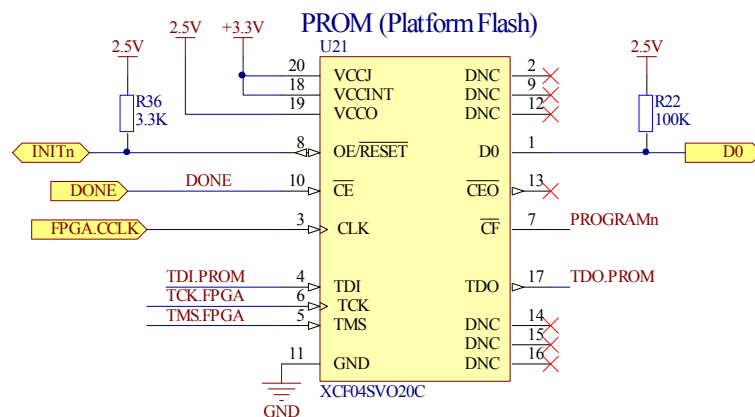 PROM (Platform Flash)
2.5V
+3.3V
U21
2.5V
2.5V
20 VCCJ DNC 2
18 VCCINT DNC 9
19 VCCO DNC 12
R36
3.3K
R22
100K
INITn 8 OE/RESET D0 1 D0
DONE DONE 10 CE CEO 13
FPGA.CCLK 3 CLK CF 7 PROGRAMn
TDI.PROM 4 TDI TDO 17 TDO.PROM
TCK.FPGA 6 TCK
TMS.FPGA 5 TMS DNC 14
DNC 15
11 GND DNC 16
XCF04SVO20C
GND